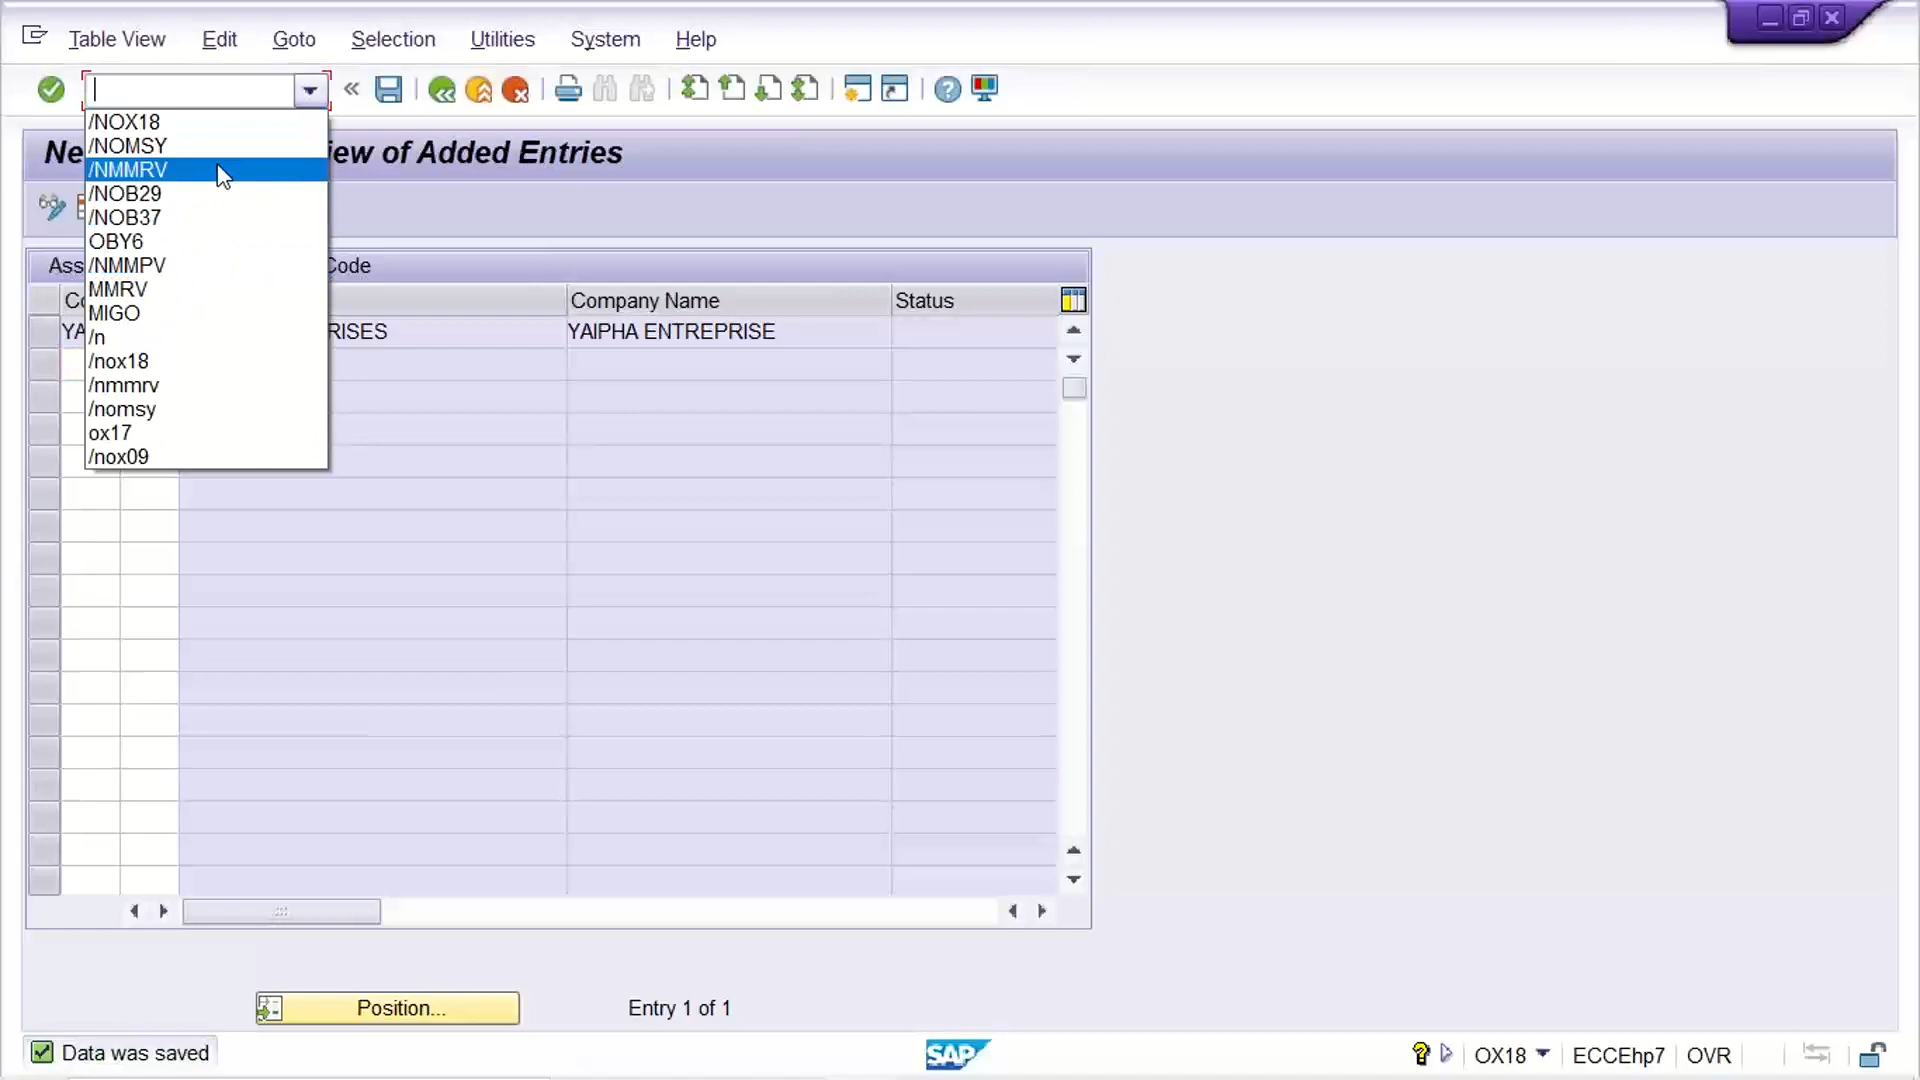 Table View Edit Goto Selection Utilities System Help
/NOX18
/NOMSY
/NMMRV
/NOB29
/NOB37
OBY6
/NMMPV
MMRV
MIGO
/n
/nox18
/nmmrv
/nomsy
ox17
/nox09
Ne iew of Added Entries
Ass Code
Co Company Name Status
YA RISES YAIPHA ENTREPRISE
Position... Entry 1 of 1
Data was saved SAP OX18 ECCEhp7 OVR